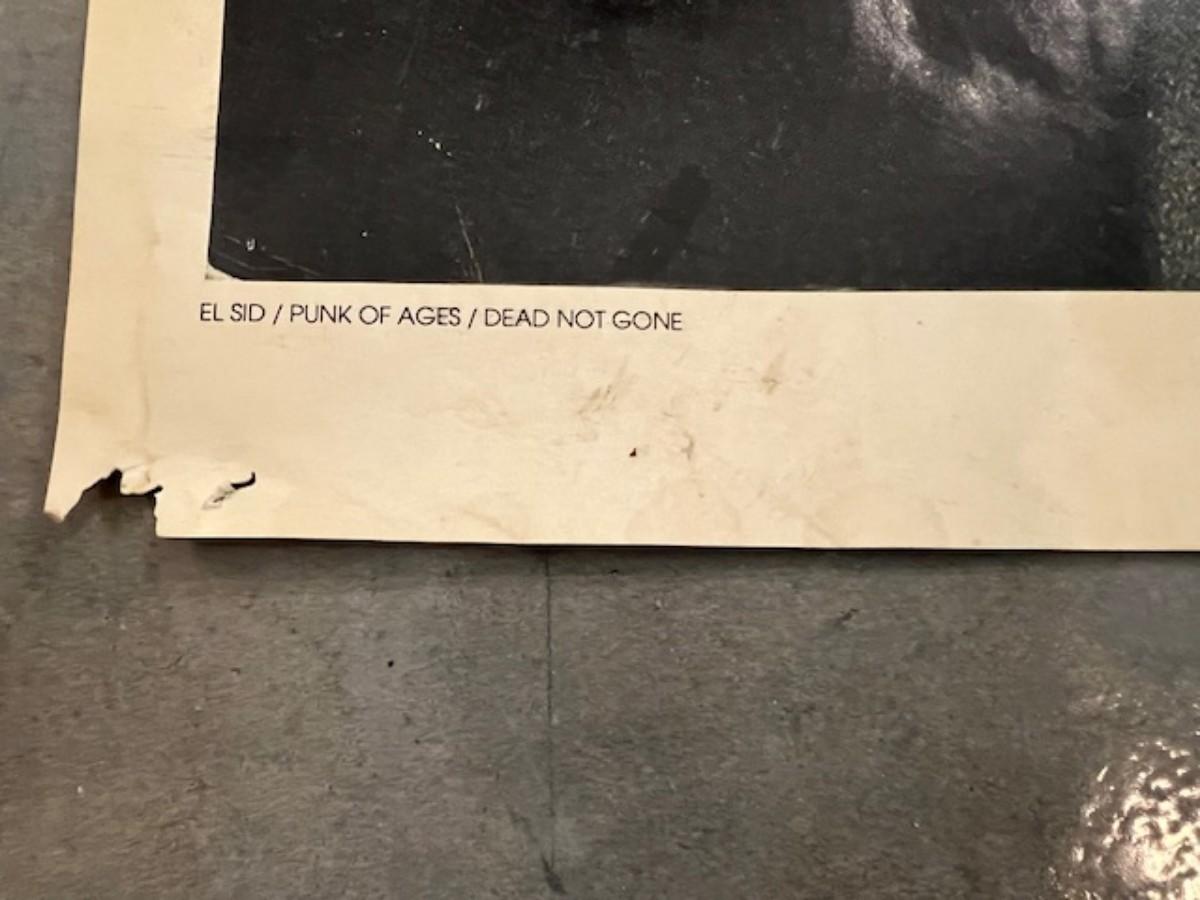 EL SID / PUNK OF AGES / DEAD NOT GONE